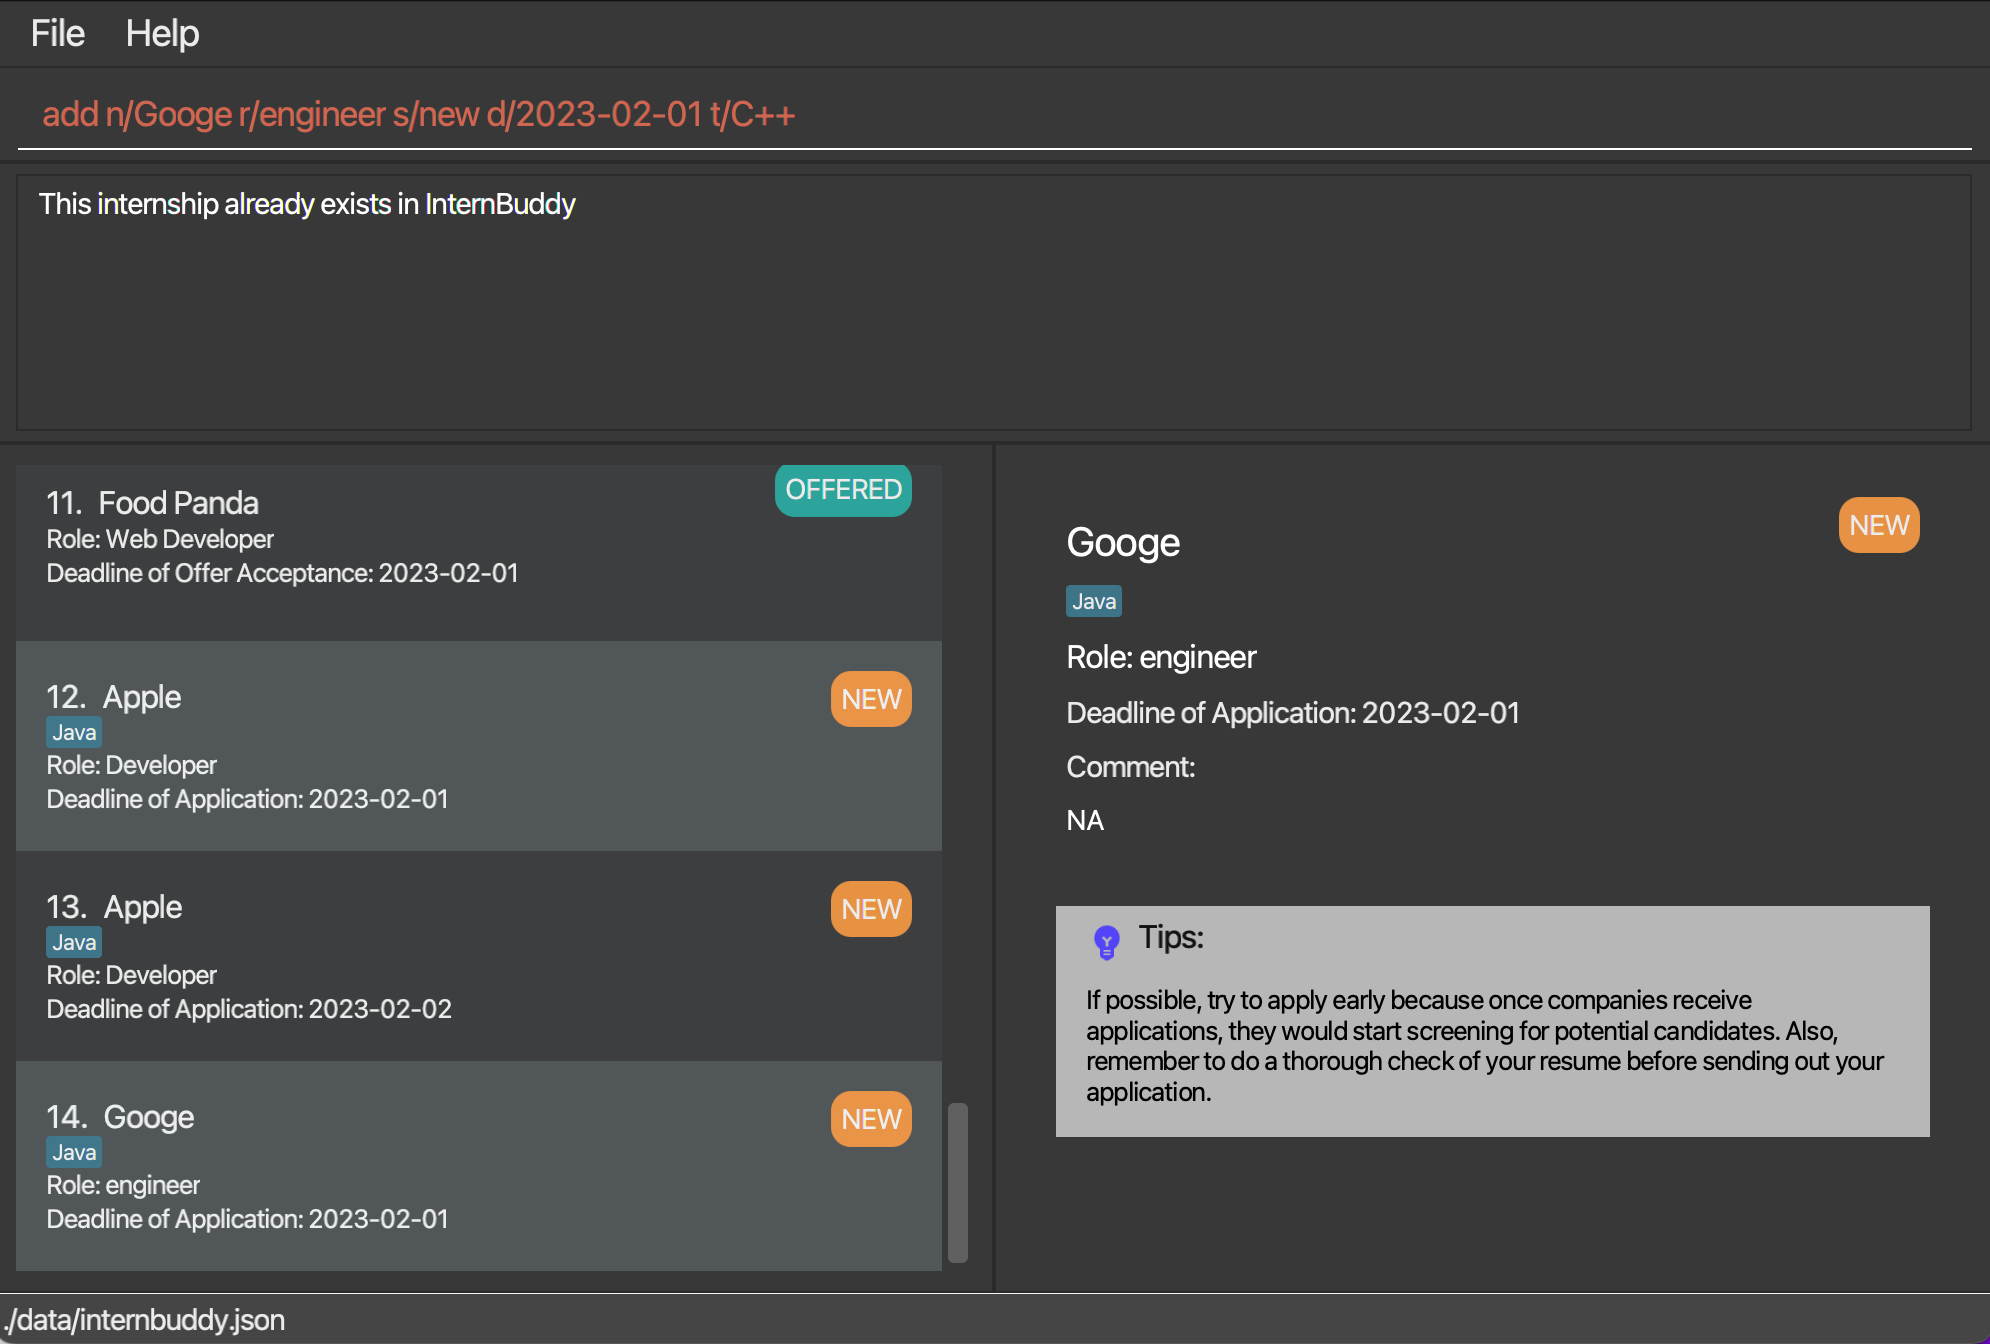 File Help
add n/Googe r/engineer s/new d/2023-02-01 t/C++
This internship already exists in InternBuddy
11. Food Panda
OFFERED
Role: Web Developer
Deadline of Offer Acceptance: 2023-02-01
12. Apple
NEW
Java
Role: Developer
Deadline of Application: 2023-02-01
13. Apple
NEW
Java
Role: Developer
Deadline of Application: 2023-02-02
14. Googe
NEW
Java
Role: engineer
Deadline of Application: 2023-02-01
Googe
NEW
Java
Role: engineer
Deadline of Application: 2023-02-01
Comment:
NA
Tips:
If possible, try to apply early because once companies receive
applications, they would start screening for potential candidates. Also,
remember to do a thorough check of your resume before sending out your
application.
./data/internbuddy.json